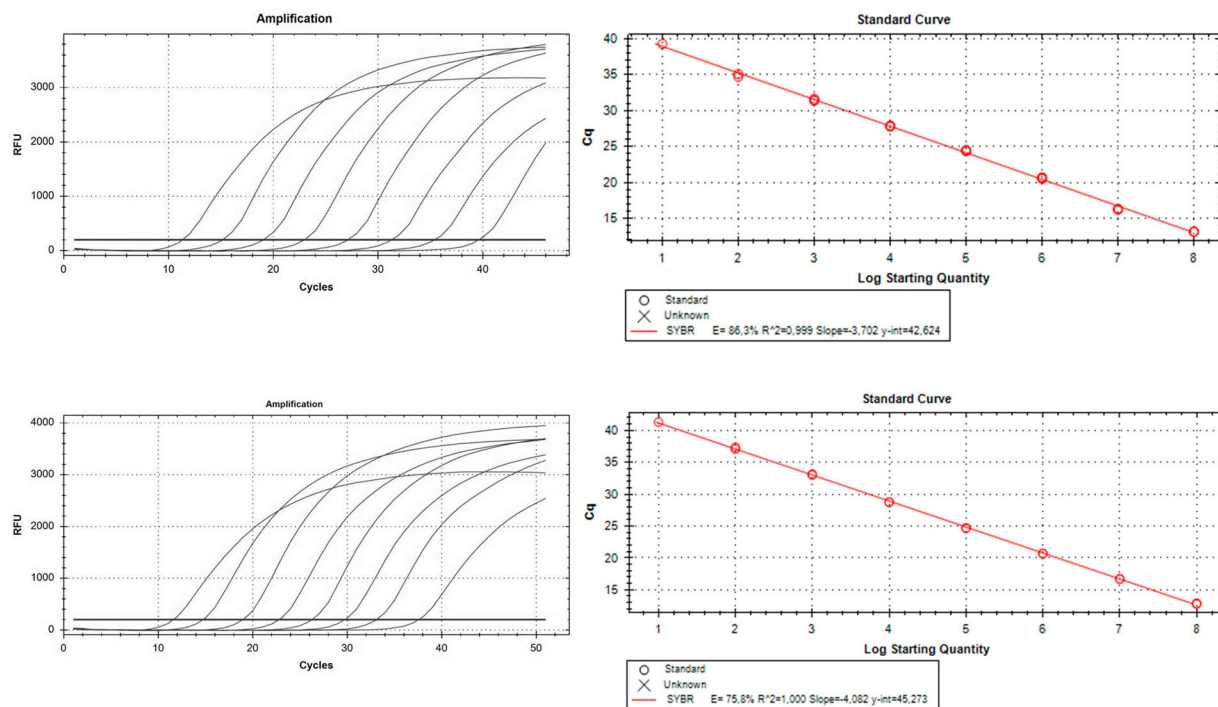 Amplification
3000
2000
1000
0
RFU
0 10 20 30 40
Cycles
Standard Curve
40
35
30
25
20
15
Cq
1 2 3 4 5 6 7 8
Log Starting Quantity
Standard
Unknown
SYBR E= 86,3% R^2=0,999 Slope=-3,702 y-int=42,624
Amplification
4000
3000
2000
1000
0
RFU
0 10 20 30 40 50
Cycles
Standard Curve
40
35
30
25
20
15
Cq
1 2 3 4 5 6 7 8
Log Starting Quantity
Standard
Unknown
SYBR E= 75,8% R^2=1,000 Slope=-4,082 y-int=45,273